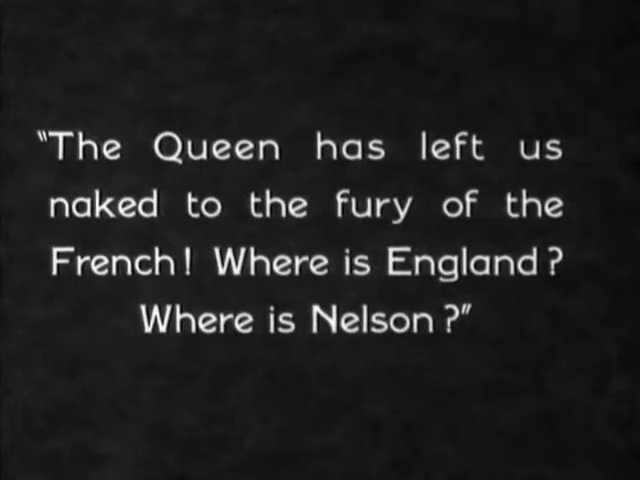 "The Queen has left us
naked to the fury of the
French! Where is England?
Where is Nelson?"